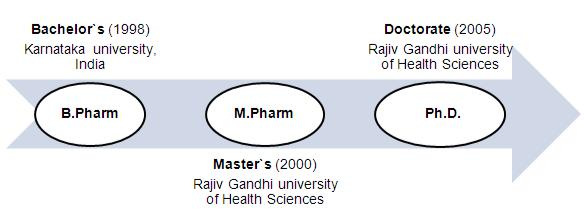 Bachelor`s (1998)
Karnataka university,
India
Doctorate (2005)
Rajiv Gandhi university
of Health Sciences
B.Pharm
M.Pharm
Ph.D.
Master`s (2000)
Rajiv Gandhi university
of Health Sciences